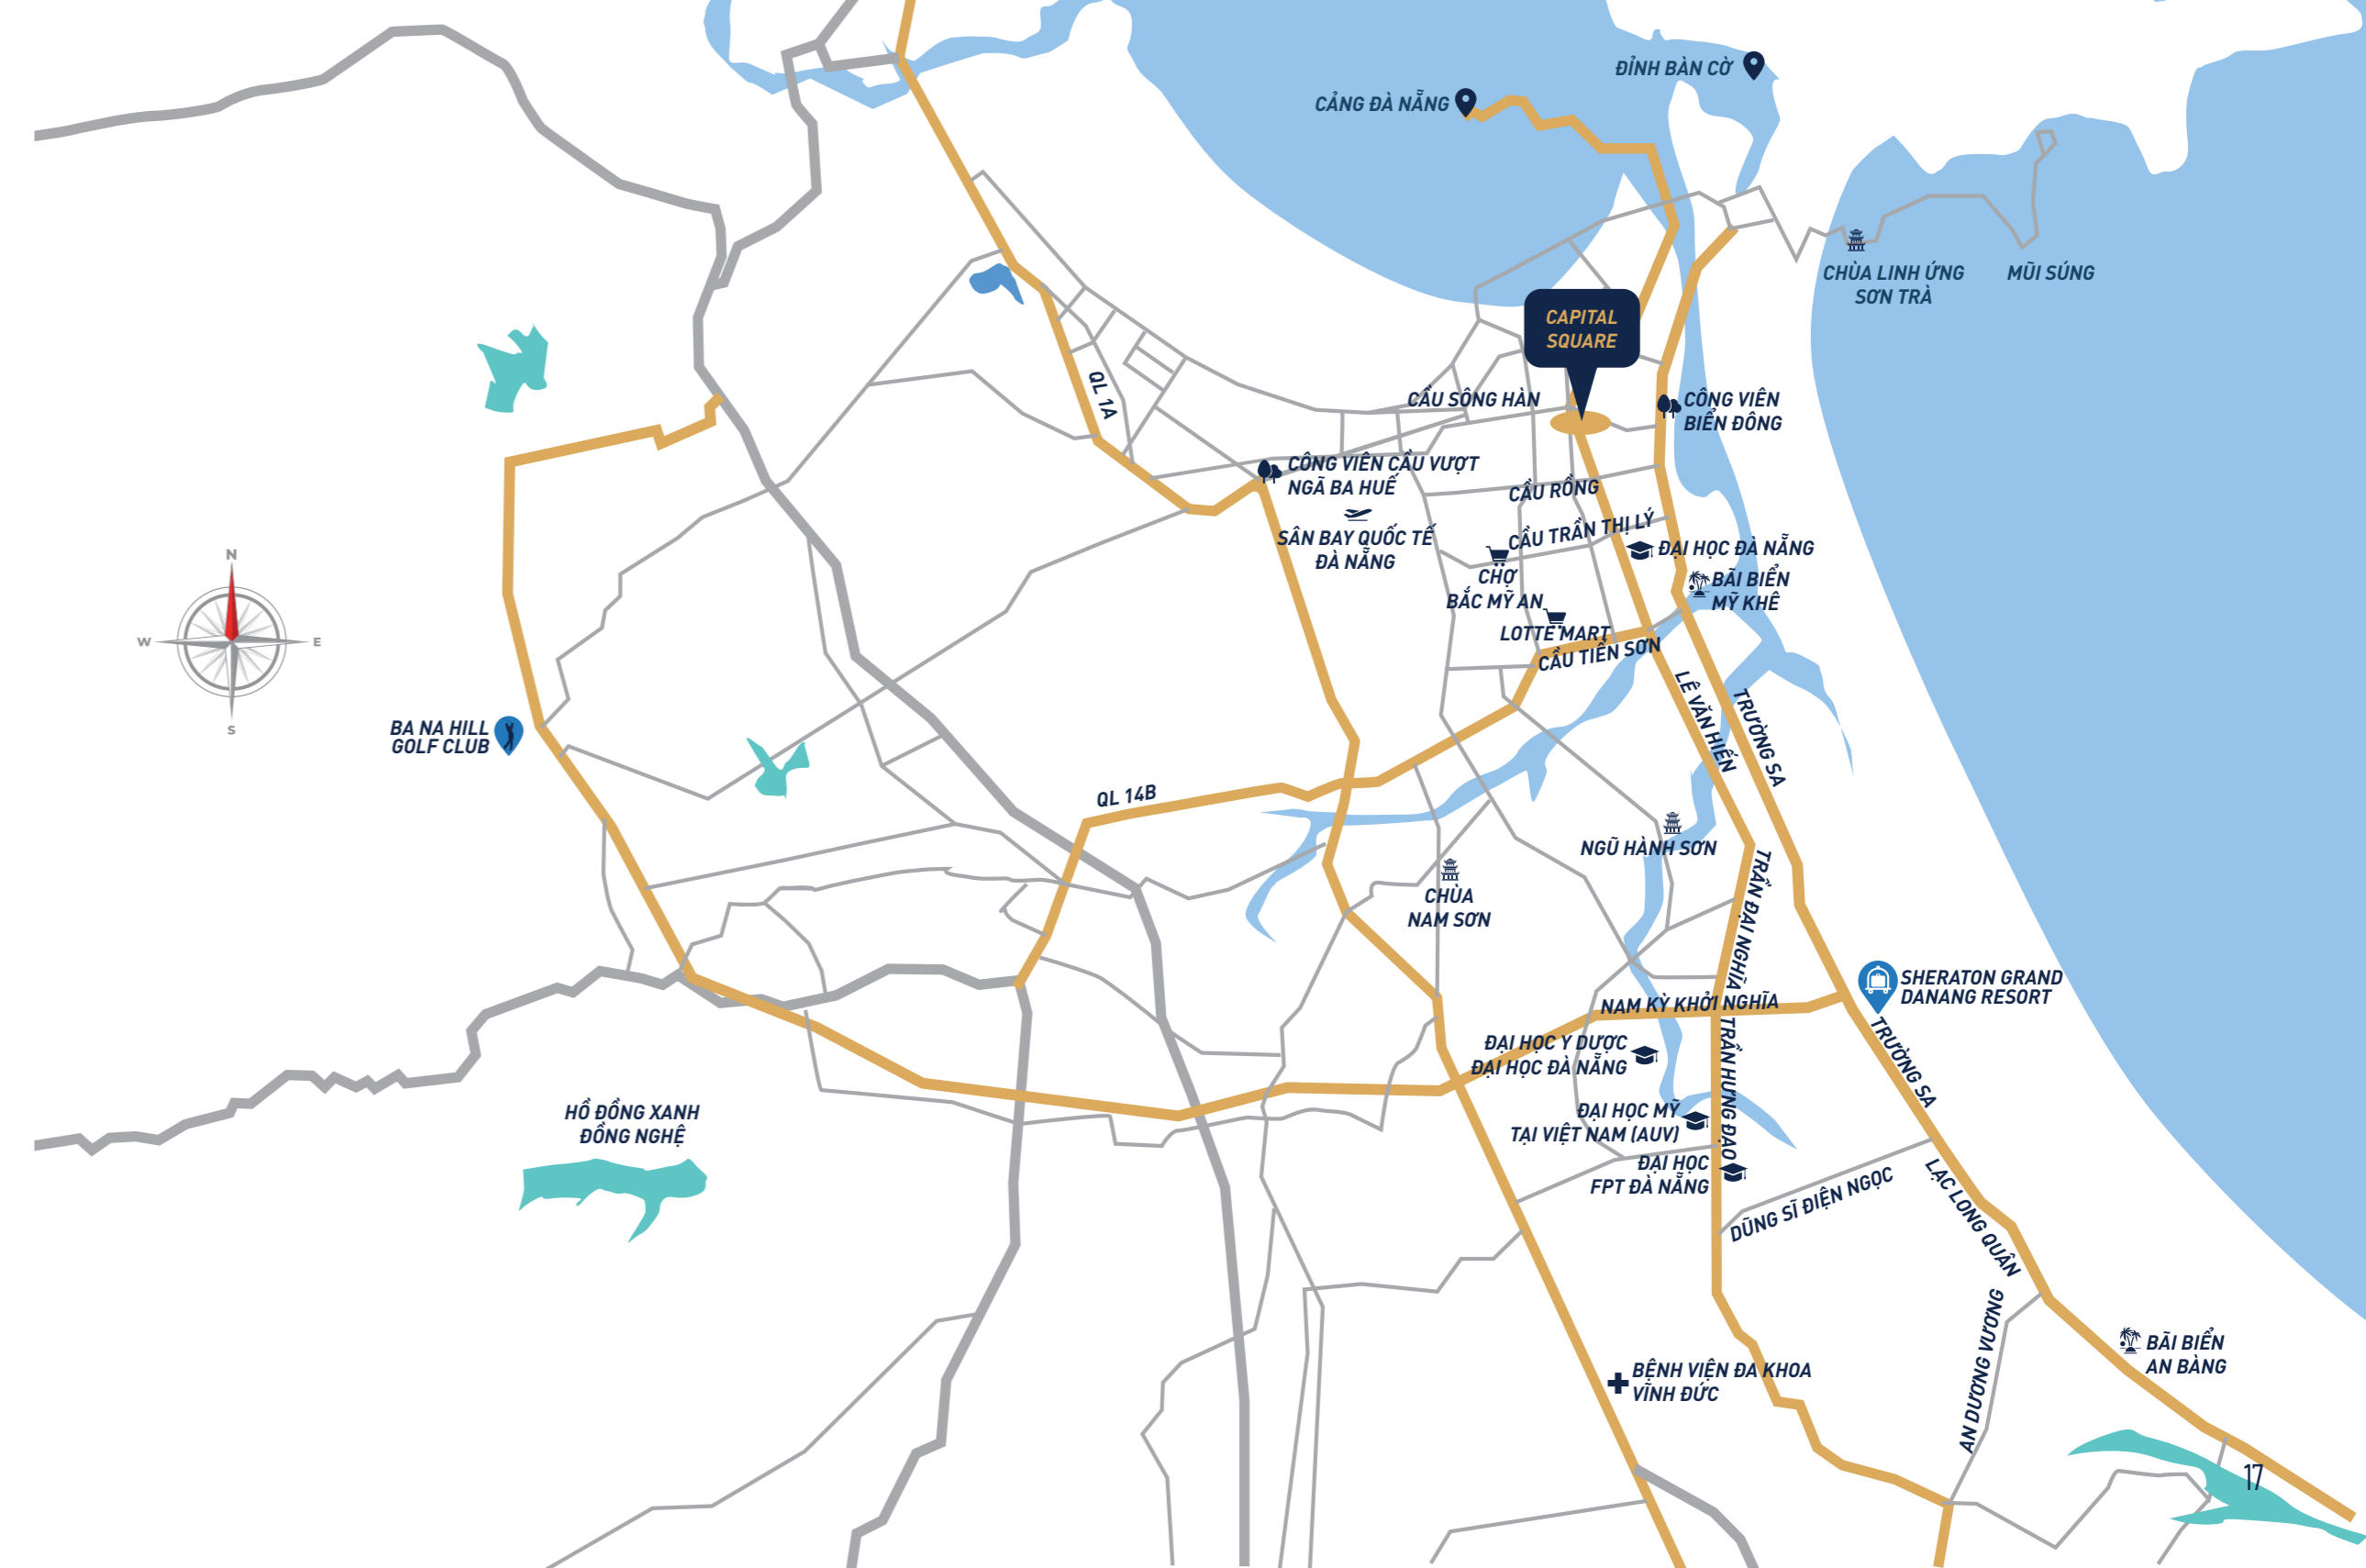 ĐỈNH BÀN CỜ
CẢNG ĐÀ NẴNG
CHÙA LINH ỨNG
SƠN TRÀ
MŨI SÚNG
CAPITAL
SQUARE
QL 1A
CẦU SÔNG HÀN
CÔNG VIÊN
BIỂN ĐÔNG
CÔNG VIÊN CẦU VƯỢT
NGÃ BA HUẾ
CẦU RỒNG
SÂN BAY QUỐC TẾ
ĐÀ NẴNG
CẦU TRẦN THỊ LÝ
ĐẠI HỌC ĐÀ NẴNG
CHỢ
BẮC MỸ AN
BÃI BIỂN
MỸ KHÊ
LOTTE MART
CẦU TIÊN SƠN
N
W
E
S
LÊ VĂN HIẾN
TRƯỜNG SA
BA NA HILL
GOLF CLUB
QL 14B
NGŨ HÀNH SƠN
CHÙA
NAM SƠN
TRẦN ĐẠI NGHĨA
SHERATON GRAND
DANANG RESORT
NAM KỲ KHỞI NGHĨA
TRƯỜNG SA
ĐẠI HỌC Y DƯỢC
ĐẠI HỌC ĐÀ NẴNG
TRẦN HƯNG ĐẠO
HỒ ĐỒNG XANH
ĐỒNG NGHỆ
ĐẠI HỌC MỸ
TẠI VIỆT NAM (AUV)
ĐẠI HỌC
FPT ĐÀ NẴNG
DŨNG SĨ ĐIỆN NGỌC
LẠC LONG QUÂN
AN DƯƠNG VƯƠNG
BÃI BIỂN
AN BÀNG
BỆNH VIỆN ĐA KHOA
VĨNH ĐỨC
17